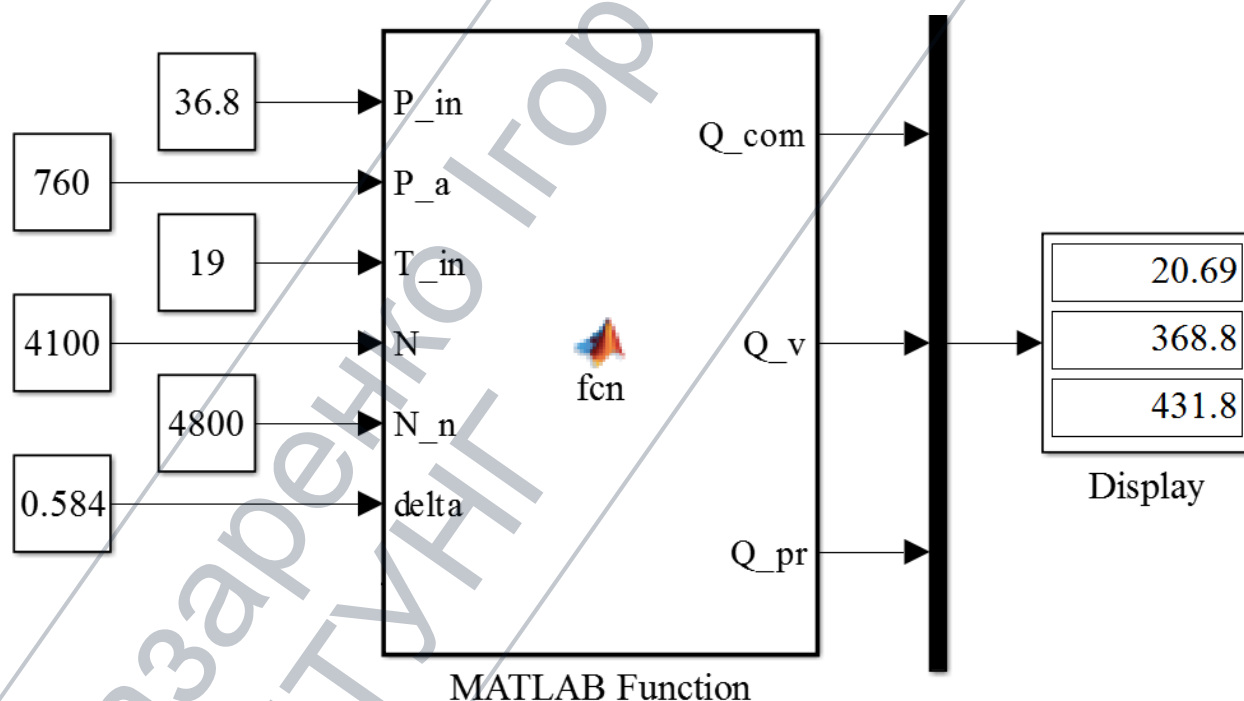 36.8
760
19
4100
4800
0.584
P_in
P_a
T_in
N
N_n
delta
fcn
Q_com
Q_v
Q_pr
MATLAB Function
20.69
368.8
431.8
Display
Ігор